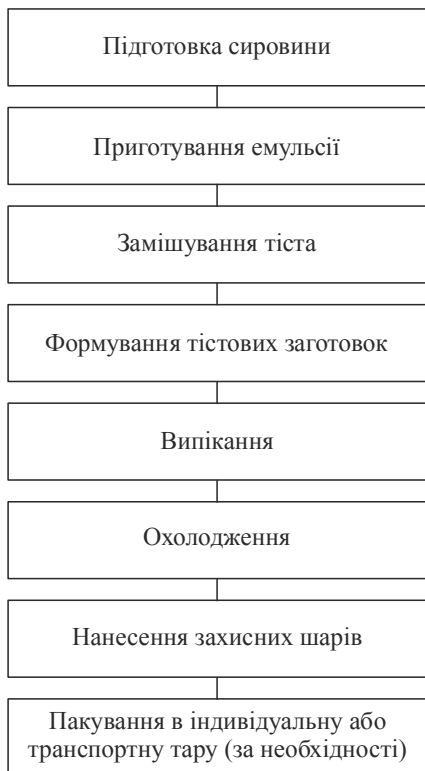 Підготовка сировини
Приготування емульсії
Замішування тіста
Формування тістових заготовок
Випікання
Охолодження
Нанесення захисних шарів
Пакування в індивідуальну або
транспортну тару (за необхідності)